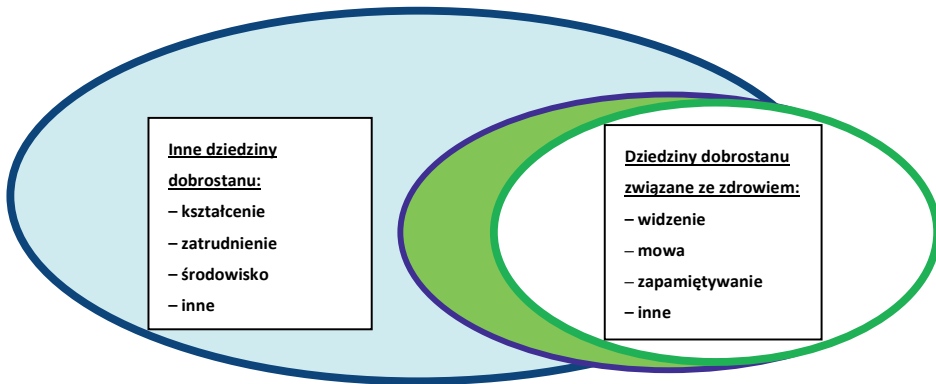 Inne dziedziny
dobrostanu:
– kształcenie
– zatrudnienie
– środowisko
– inne
Dziedziny dobrostanu
związane ze zdrowiem:
– widzenie
– mowa
– zapamiętywanie
– inne